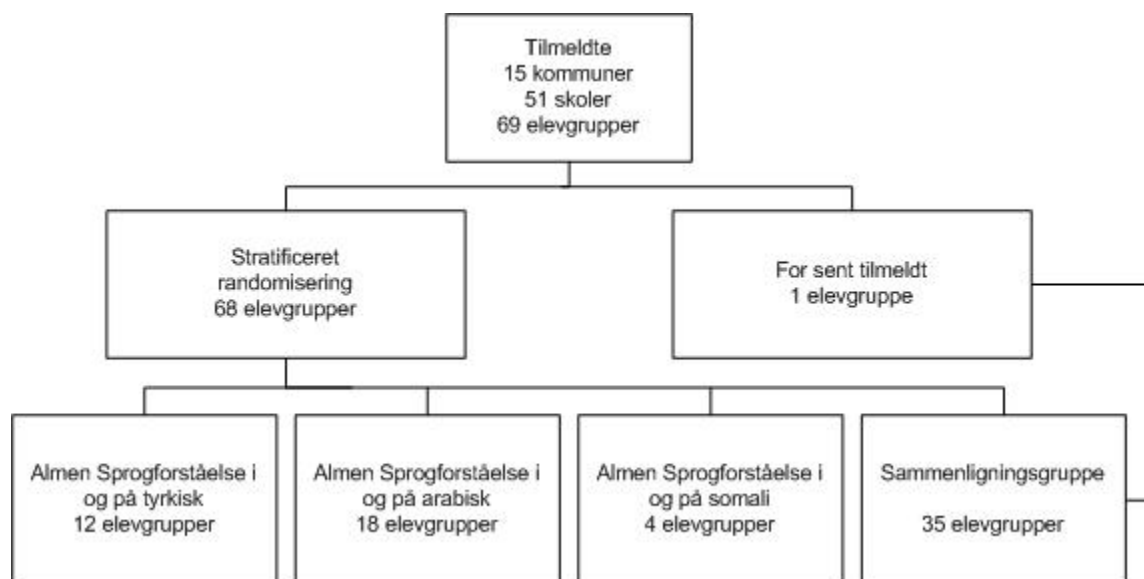 Tilmeldte
15 kommuner
51 skoler
69 elevgrupper
Stratificeret
randomisering
68 elevgrupper
For sent tilmeldt
1 elevgruppe
Almen Sprogforståelse i
og på tyrkisk
12 elevgrupper
Almen Sprogforståelse i
og på arabisk
18 elevgrupper
Almen Sprogforståelse i
og på somali
4 elevgrupper
Sammenligningsgruppe
35 elevgrupper